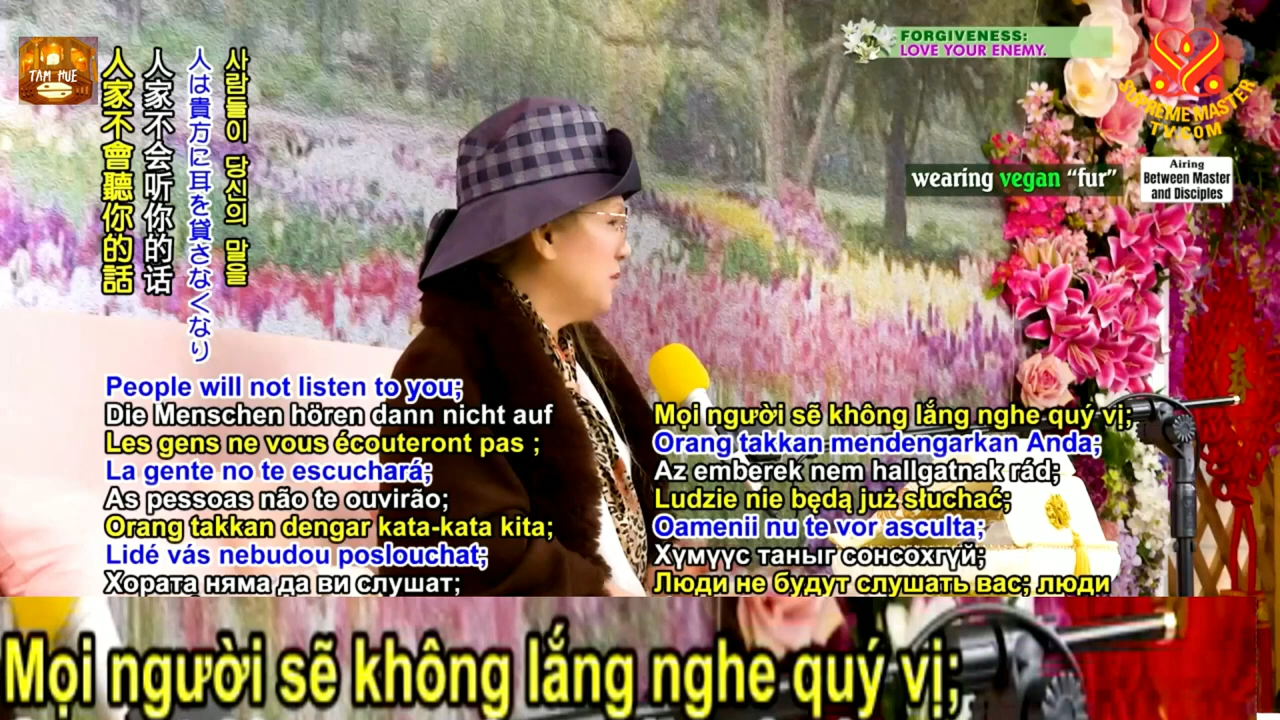 TAM HUE
人家不會聽你的話
人家不会听你的话
人は貴方に耳を貸さなくなり
사람들이 당신의 말을
FORGIVENESS:
LOVE YOUR ENEMY.
SUPREME MASTER
TV.COM
wearing vegan “fur”
Airing
Between Master
and Disciples
People will not listen to you;
Die Menschen hören dann nicht auf
Les gens ne vous écouteront pas ;
La gente no te escuchará;
As pessoas não te ouvirão;
Orang takkan dengar kata-kata kita;
Lidé vás nebudou poslouchat;
Хората няма да ви слушат;
Mọi người sẽ không lắng nghe quý vị;
Orang takkan mendengarkan Anda;
Az emberek nem hallgatnak rád;
Ludzie nie będą już słuchać;
Oamenii nu te vor asculta;
Хүмүүс таныг сонсохгүй;
Люди не будут слушать вас; люди
Mọi người sẽ không lắng nghe quý vị;